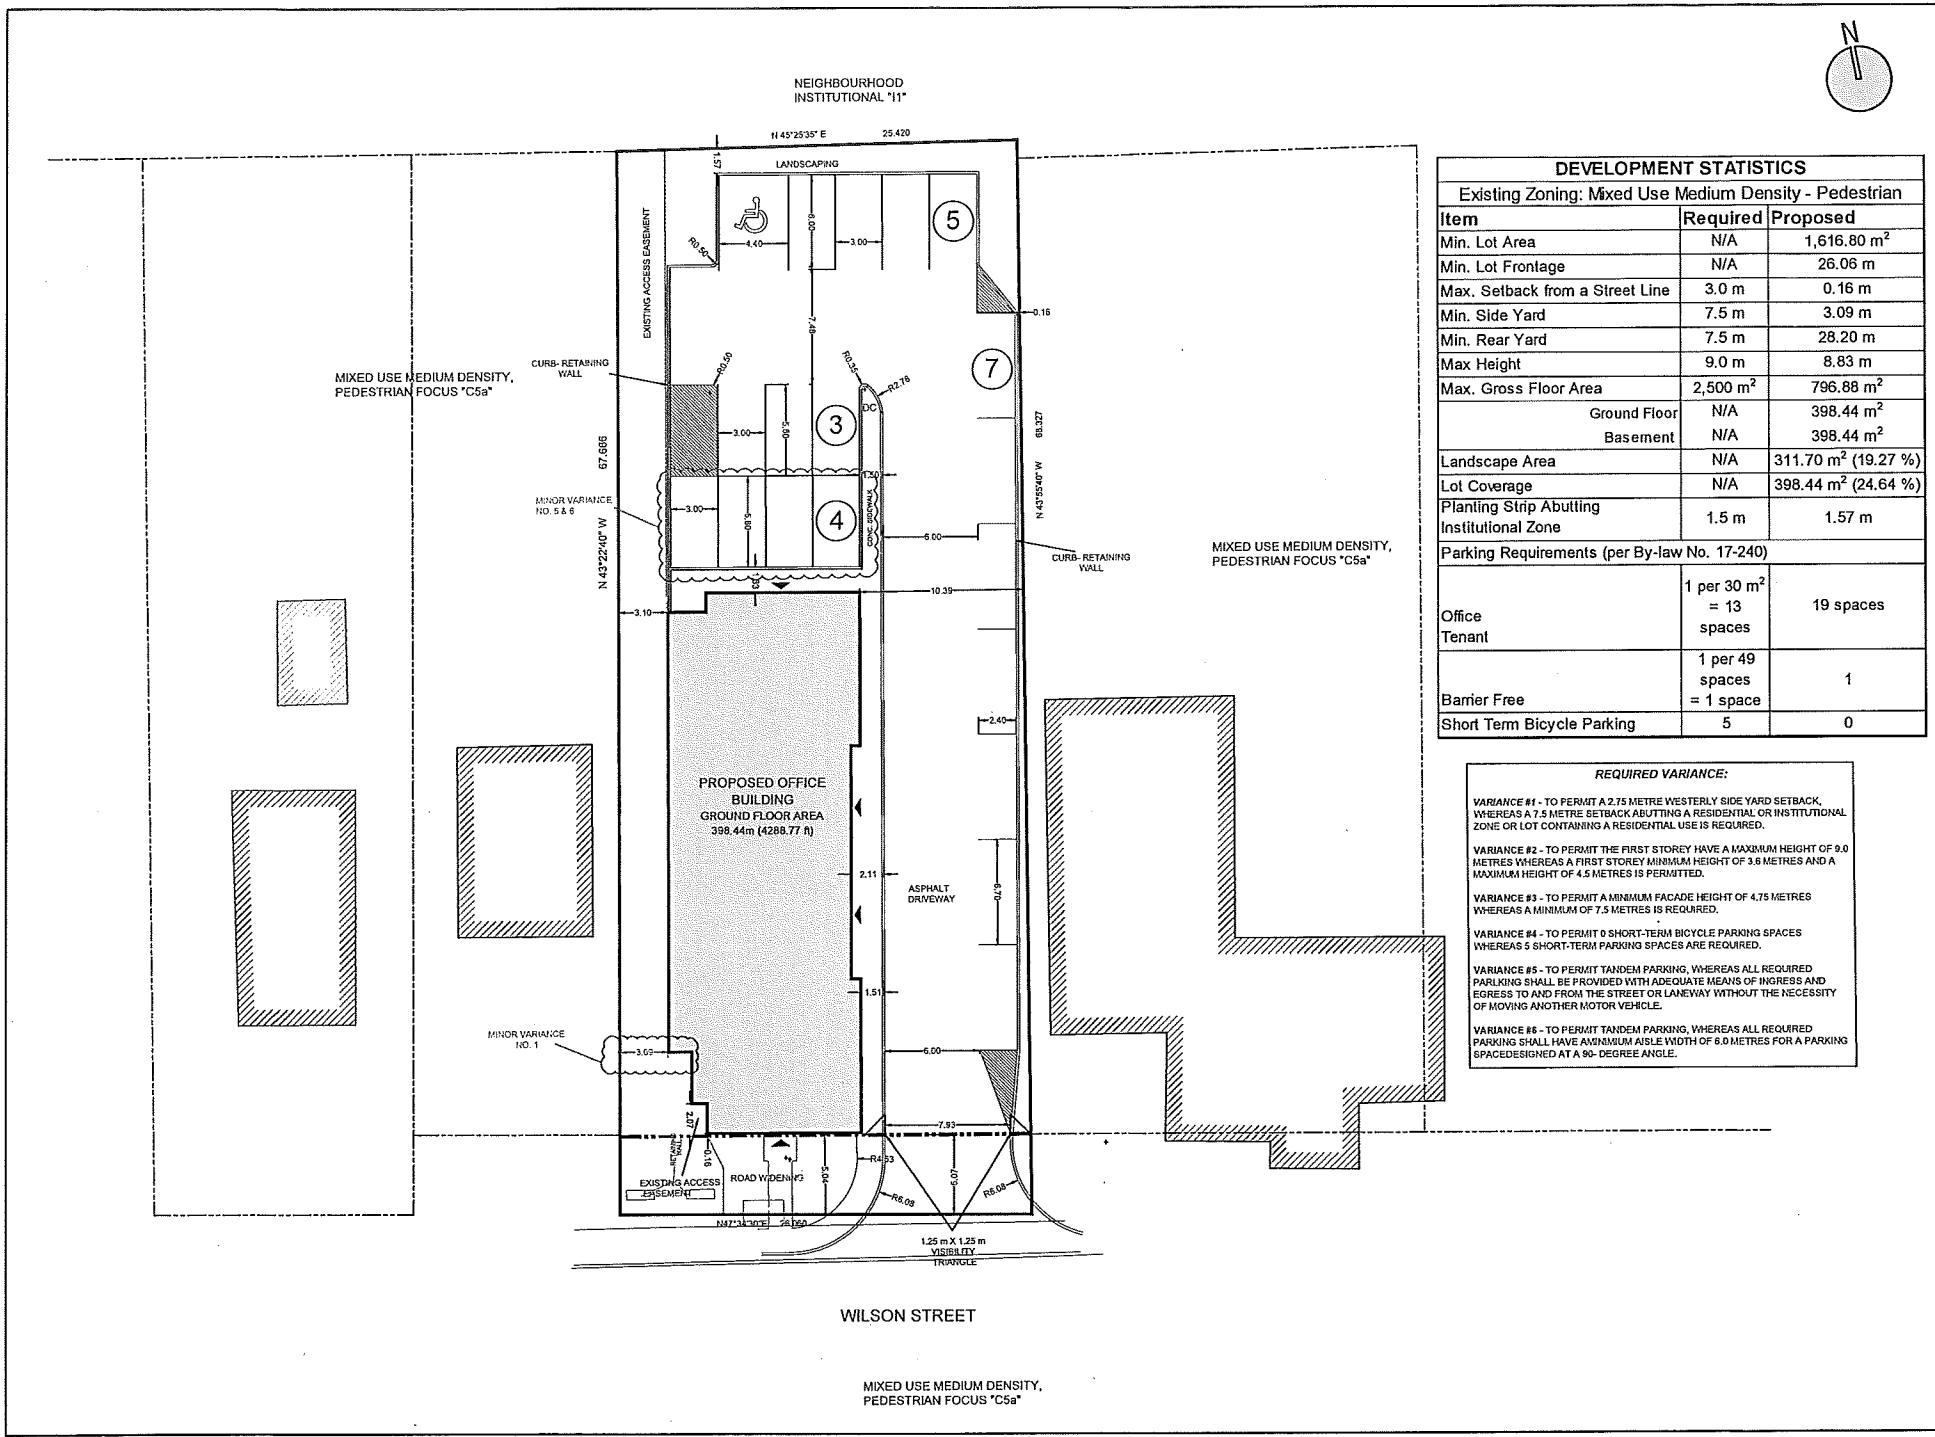 N
NEIGHBOURHOOD
INSTITUTIONAL "I1"
N 45°25'35" E 25.420
1.57
LANDSCAPING
EXISTING ACCESS EASEMENT
R0.50
4.40
6.00
3.00
5
0.16
7.48
7
CURB- RETAINING
WALL
R0.50
R0.35
R2.76
DC
MIXED USE MEDIUM DENSITY,
PEDESTRIAN FOCUS "C5a"
3.00
5.80
3
67.666
N 43°22'40" W
68.327
N 43°55'40" W
1.50
MINOR VARIANCE
NO. 5 & 6
3.00
5.80
4
CONC. SIDEWALK
6.00
CURB- RETAINING
WALL
MIXED USE MEDIUM DENSITY,
PEDESTRIAN FOCUS "C5a"
1.63
10.39
3.10
2.40
PROPOSED OFFICE
BUILDING
GROUND FLOOR AREA
398.44m (4288.77 ft)
2.11
ASPHALT
DRIVEWAY
6.70
1.51
MINOR VARIANCE
NO. 1
3.09
6.00
2.07
7.93
0.16
EXISTING ACCESS
EASEMENT
ROAD WIDENING
5.04
R4.53
R6.08
5.07
R6.08
N47°34'30"E 26.060
1.25 m X 1.25 m
VISIBILITY
TRIANGLE
WILSON STREET
MIXED USE MEDIUM DENSITY,
PEDESTRIAN FOCUS "C5a"
DEVELOPMENT STATISTICS
Existing Zoning: Mixed Use Medium Density - Pedestrian
Item Required Proposed
Min. Lot Area N/A 1,616.80 m²
Min. Lot Frontage N/A 26.06 m
Max. Setback from a Street Line 3.0 m 0.16 m
Min. Side Yard 7.5 m 3.09 m
Min. Rear Yard 7.5 m 28.20 m
Max Height 9.0 m 8.83 m
Max. Gross Floor Area 2,500 m² 796.88 m²
Ground Floor N/A 398.44 m²
Basement N/A 398.44 m²
Landscape Area N/A 311.70 m² (19.27 %)
Lot Coverage N/A 398.44 m² (24.64 %)
Planting Strip Abutting
Institutional Zone 1.5 m 1.57 m
Parking Requirements (per By-law No. 17-240)
Office
Tenant
1 per 30 m²
= 13
spaces
19 spaces
Barrier Free
1 per 49
spaces
= 1 space
1
Short Term Bicycle Parking 5 0
REQUIRED VARIANCE:
VARIANCE #1 - TO PERMIT A 2.75 METRE WESTERLY SIDE YARD SETBACK,
WHEREAS A 7.5 METRE SETBACK ABUTTING A RESIDENTIAL OR INSTITUTIONAL
ZONE OR LOT CONTAINING A RESIDENTIAL USE IS REQUIRED.
VARIANCE #2 - TO PERMIT THE FIRST STOREY HAVE A MAXIMUM HEIGHT OF 9.0
METRES WHEREAS A FIRST STOREY MINIMUM HEIGHT OF 3.6 METRES AND A
MAXIMUM HEIGHT OF 4.5 METRES IS PERMITTED.
VARIANCE #3 - TO PERMIT A MINIMUM FACADE HEIGHT OF 4.75 METRES
WHEREAS A MINIMUM OF 7.5 METRES IS REQUIRED.
VARIANCE #4 - TO PERMIT 0 SHORT-TERM BICYCLE PARKING SPACES
WHEREAS 5 SHORT-TERM PARKING SPACES ARE REQUIRED.
VARIANCE #5 - TO PERMIT TANDEM PARKING, WHEREAS ALL REQUIRED
PARLKING SHALL BE PROVIDED WITH ADEQUATE MEANS OF INGRESS AND
EGRESS TO AND FROM THE STREET OR LANEWAY WITHOUT THE NECESSITY
OF MOVING ANOTHER MOTOR VEHICLE.
VARIANCE #6 - TO PERMIT TANDEM PARKING, WHEREAS ALL REQUIRED
PARKING SHALL HAVE AMINIMUM AISLE WIDTH OF 6.0 METRES FOR A PARKING
SPACEDESIGNED AT A 90- DEGREE ANGLE.